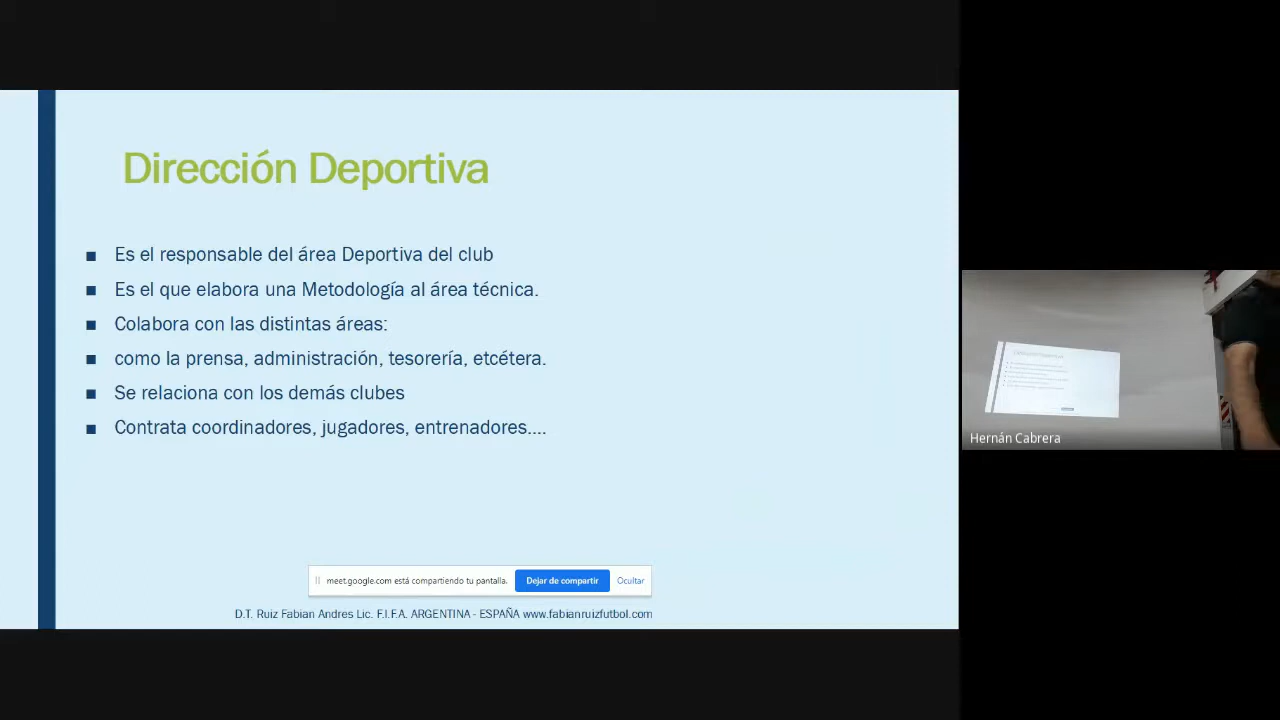 Dirección Deportiva
■ Es el responsable del área Deportiva del club
■ Es el que elabora una Metodología al área técnica.
■ Colabora con las distintas áreas:
■ como la prensa, administración, tesorería, etcétera.
■ Se relaciona con los demás clubes
■ Contrata coordinadores, jugadores, entrenadores....
meet.google.com está compartiendo tu pantalla. Dejar de compartir Ocultar
D.T. Ruiz Fabian Andres Lic. F.I.F.A. ARGENTINA - ESPAÑA www.fabianruizfutbol.com
Hernán Cabrera